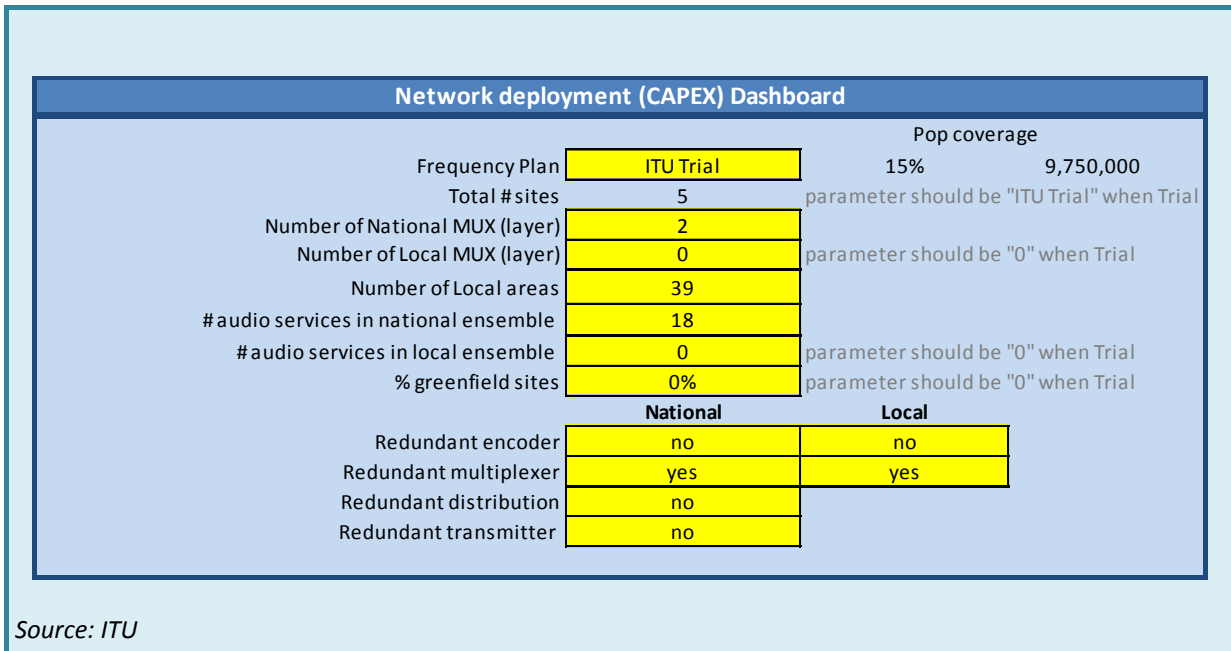 Network deployment (CAPEX) Dashboard
Pop coverage
Frequency Plan ITU Trial 15% 9,750,000
Total # sites 5 parameter should be "ITU Trial" when Trial
Number of National MUX (layer) 2
Number of Local MUX (layer) 0 parameter should be "0" when Trial
Number of Local areas 39
# audio services in national ensemble 18
# audio services in local ensemble 0 parameter should be "0" when Trial
% greenfield sites 0% parameter should be "0" when Trial
National Local
Redundant encoder no no
Redundant multiplexer yes yes
Redundant distribution no
Redundant transmitter no
Source: ITU